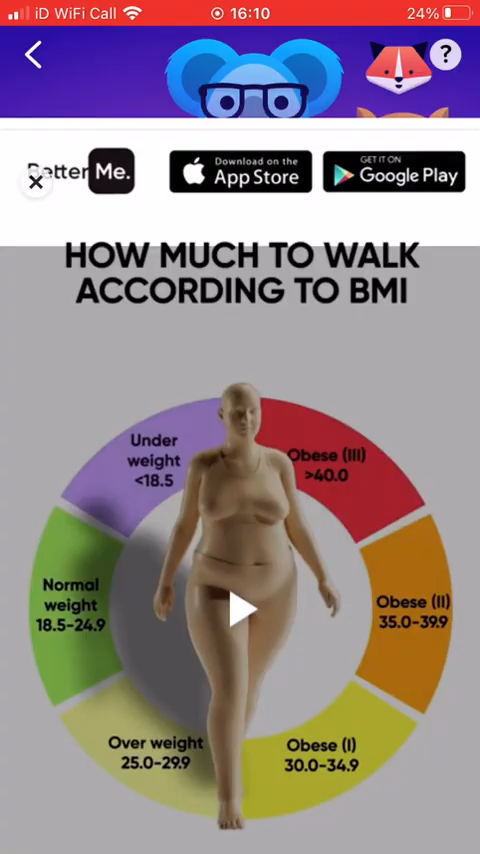 iD WiFi Call
16:10
24%
?
BetterMe.
Download on the
App Store
GET IT ON
Google Play
HOW MUCH TO WALK
ACCORDING TO BMI
Under
weight
<18.5
Obese (III)
>40.0
Normal
weight
18.5-24.9
Obese (II)
35.0-39.9
Over weight
25.0-29.9
Obese (I)
30.0-34.9